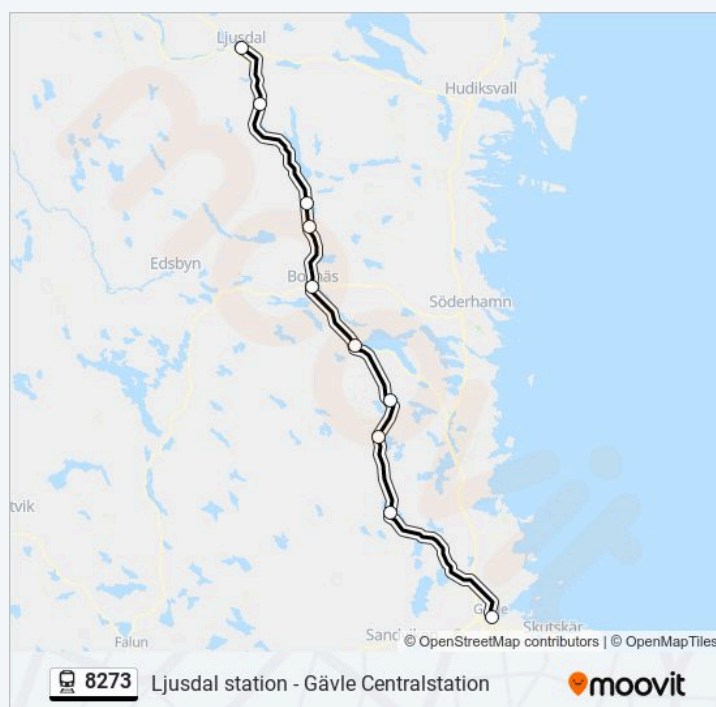 Ljusdal
Hudiksvall
Edsbyn
Söderhamn
tvik
Skutskär
Falun
© OpenStreetMap contributors | © OpenMapTiles
8273 Ljusdal station - Gävle Centralstation
moovit